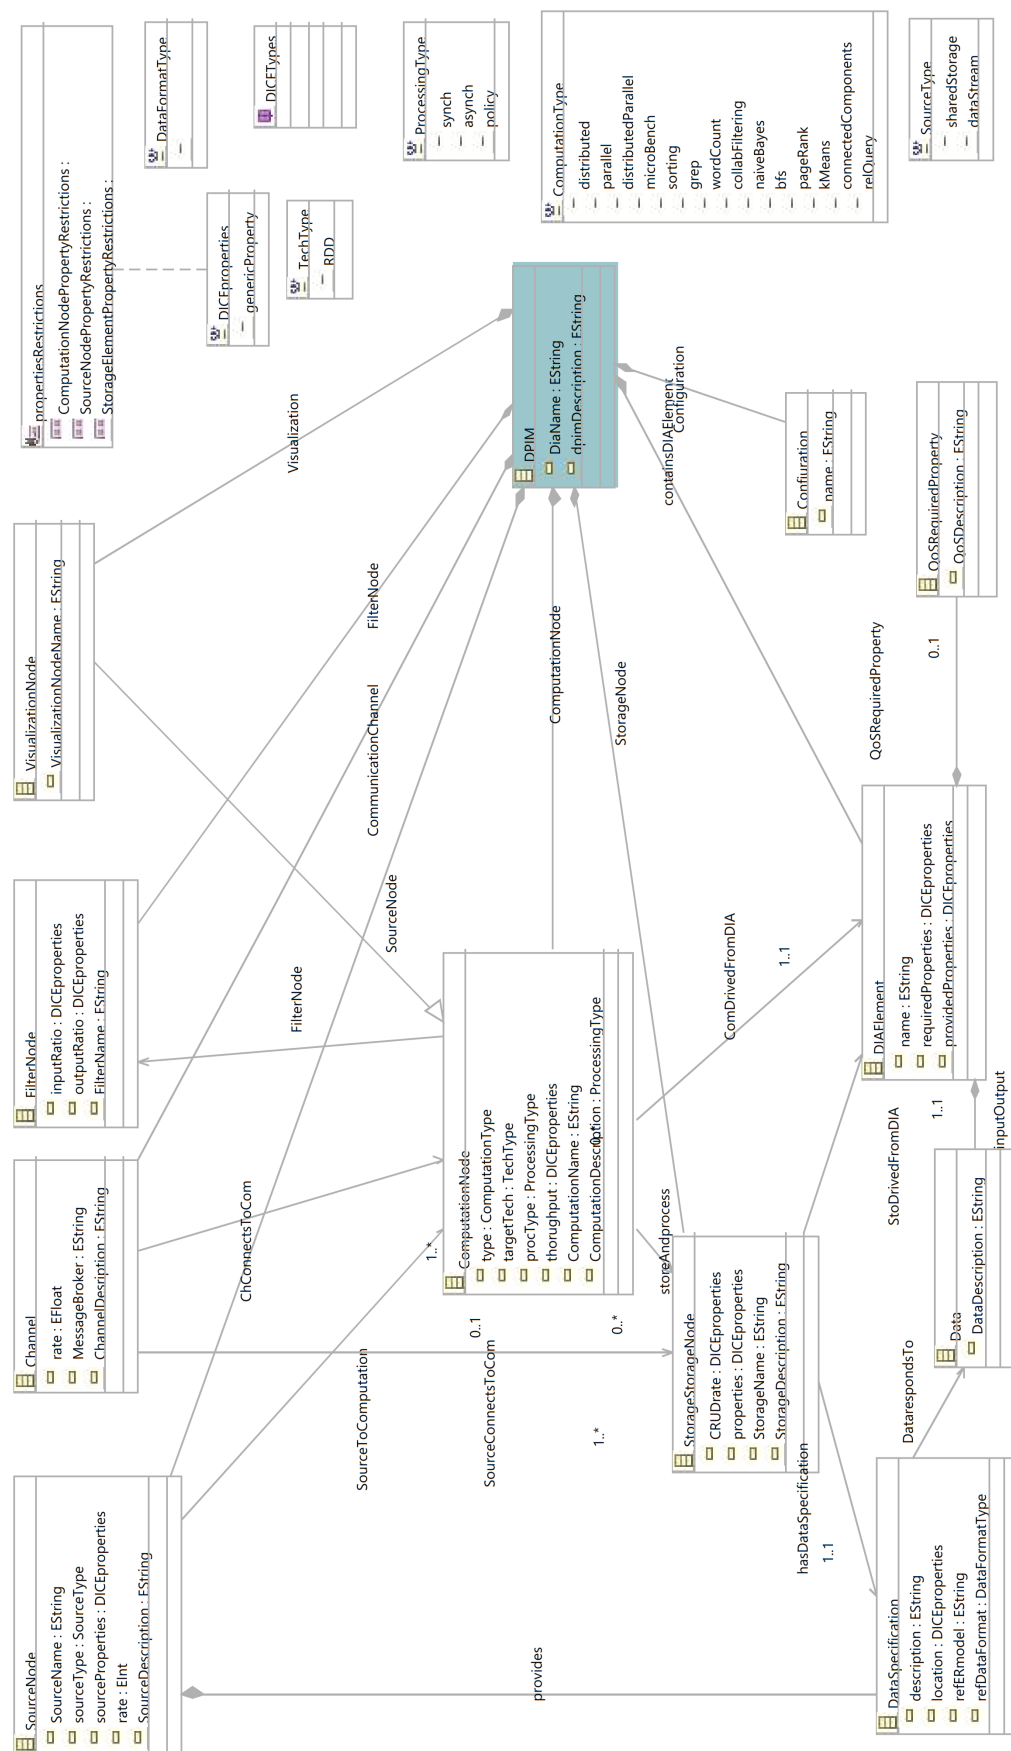 SourceNode
SourceName : EString
sourceType : SourceType
sourceProperties : DICEproperties
rate : EInt
SourceDescription : EString
Channel
rate : EFloat
MessageBroker : EString
ChannelDesription : EString
FilterNode
inputRatio : DICEproperties
outputRatio : DICEproperties
FilterName : EString
VisualizationNode
VisualizationNodeName : EString
propertiesRestrictions
ComputationNodePropertyRestrictions :
SourceNodePropertyRestrictions :
StorageElementPropertyRestrictions :
DataFormatType
DICEproperties
genericProperty
DICETypes
TechType
RDD
ProcessingType
synch
asynch
policy
ComputationType
distributed
parallel
distributedParallel
microBench
sorting
grep
wordCount
collabFiltering
naiveBayes
bfs
pageRank
kMeans
connectedComponents
relQuery
SourceType
sharedStorage
dataStream
DPIM
DiaName : EString
dpimDescription : EString
Visualization
FilterNode
CommunicationChannel
SourceNode
FilterNode
ComputationNode
StorageNode
containsDIAElement
Configuration
Confiuration
name : EString
QoSRequiredProperty
QoSDescription : EString
0..1
QoSRequiredProperty
ComputationNode
type : ComputationType
targetTech : TechType
procType : ProcessingType
thorughput : DICEproperties
ComputationName : EString
ComputationDescription : ProcessingType
0..*
ComDrivedFromDIA
1..1
DIAElement
name : EString
requiredProperties : DICEproperties
providedProperties : DICEproperties
ChConnectsToCom
1..*
0..1
storeAndprocess
0..*
StoDrivedFromDIA
1..1
inputOutput
SourceToComputation
SourceConnectsToCom
1..*
StorageStorageNode
CRUDrate : DICEproperties
properties : DICEproperties
StorageName : EString
StorageDescription : EString
Data
DataDescription : EString
DatarespondsTo
hasDataSpecification
1..1
provides
DataSpecification
description : EString
location : DICEproperties
refERmodel : EString
refDataFormat : DataFormatType